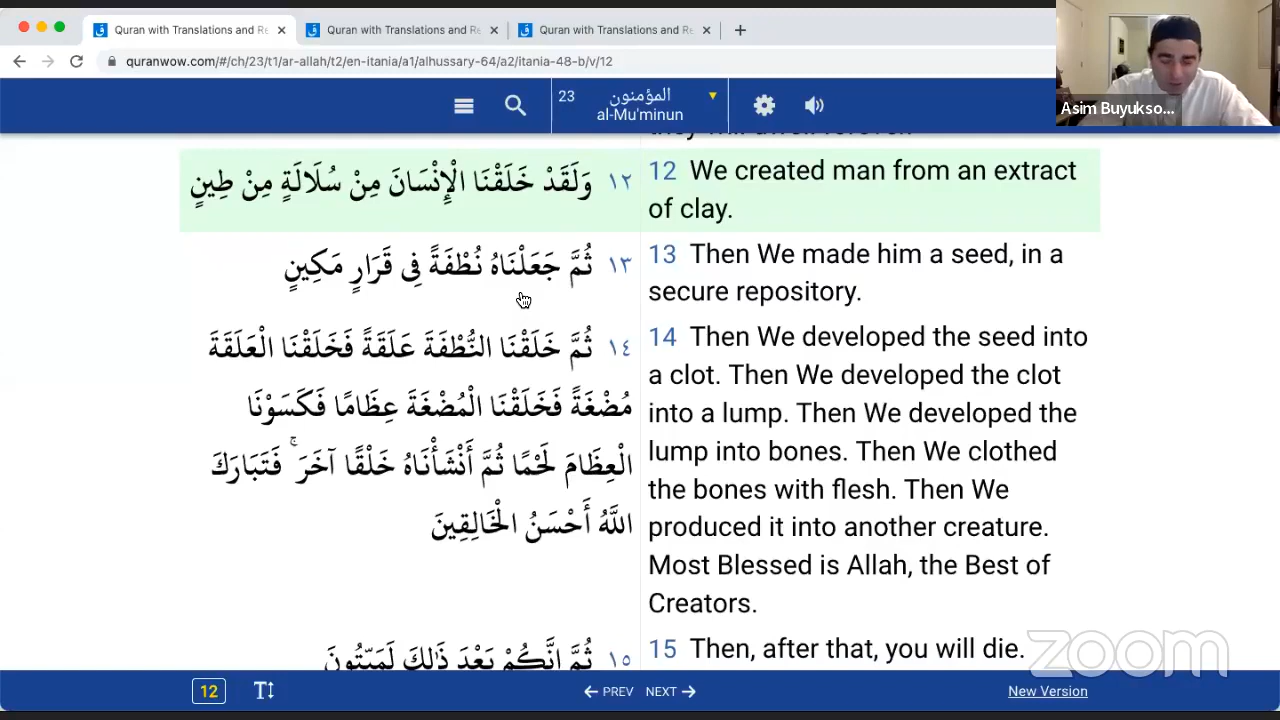 Quran with Translations and Re
Quran with Translations and Re
Quran with Translations and Re
quranwow.com/#/ch/23/t1/ar-allah/t2/en-itania/a1/alhussary-64/a2/itania-48-b/v/12
Asim Buyukso...
23 المؤمنون
al-Mu'minun
١٢ وَلَقَدْ خَلَقْنَا الْإِنْسَانَ مِنْ سُلَالَةٍ مِنْ طِينٍ
12 We created man from an extract
of clay.
١٣ ثُمَّ جَعَلْنَاهُ نُطْفَةً فِى قَرَارٍ مَكِينٍ
13 Then We made him a seed, in a
secure repository.
١٤ ثُمَّ خَلَقْنَا النُّطْفَةَ عَلَقَةً فَخَلَقْنَا الْعَلَقَةَ
مُضْغَةً فَخَلَقْنَا الْمُضْغَةَ عِظَامًا فَكَسَوْنَا
الْعِظَامَ لَحْمًا ثُمَّ أَنْشَأْنَاهُ خَلْقًا آخَرَ ۚ فَتَبَارَكَ
اللَّهُ أَحْسَنُ الْخَالِقِينَ
14 Then We developed the seed into
a clot. Then We developed the clot
into a lump. Then We developed the
lump into bones. Then We clothed
the bones with flesh. Then We
produced it into another creature.
Most Blessed is Allah, the Best of
Creators.
١٥ ثُمَّ إِنَّكُمْ بَعْدَ ذَٰلِكَ لَمَيِّتُونَ
15 Then, after that, you will die.
zoom
12 T PREV NEXT New Version